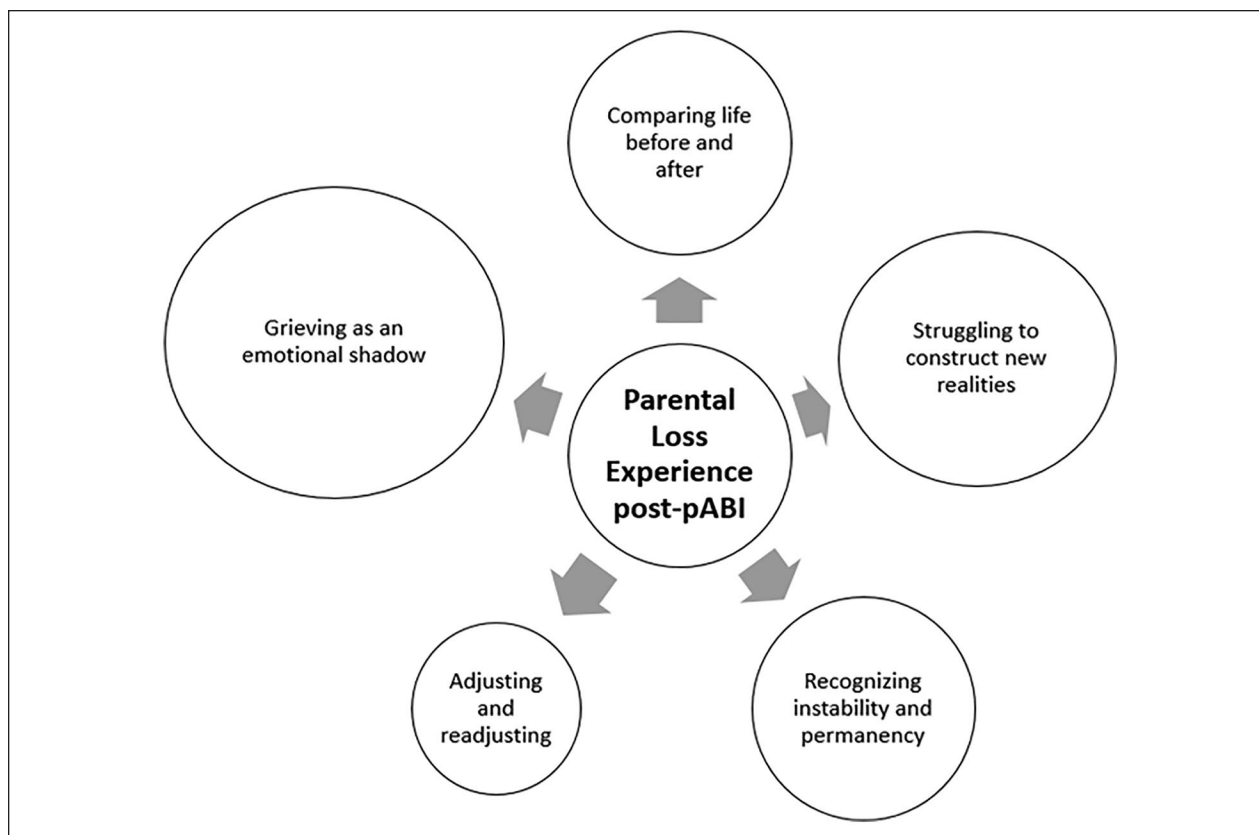 Comparing life
before and
after
Grieving as an
emotional shadow
Struggling to
construct new
realities
Parental
Loss
Experience
post-pABI
Adjusting
and
readjusting
Recognizing
instability and
permanency